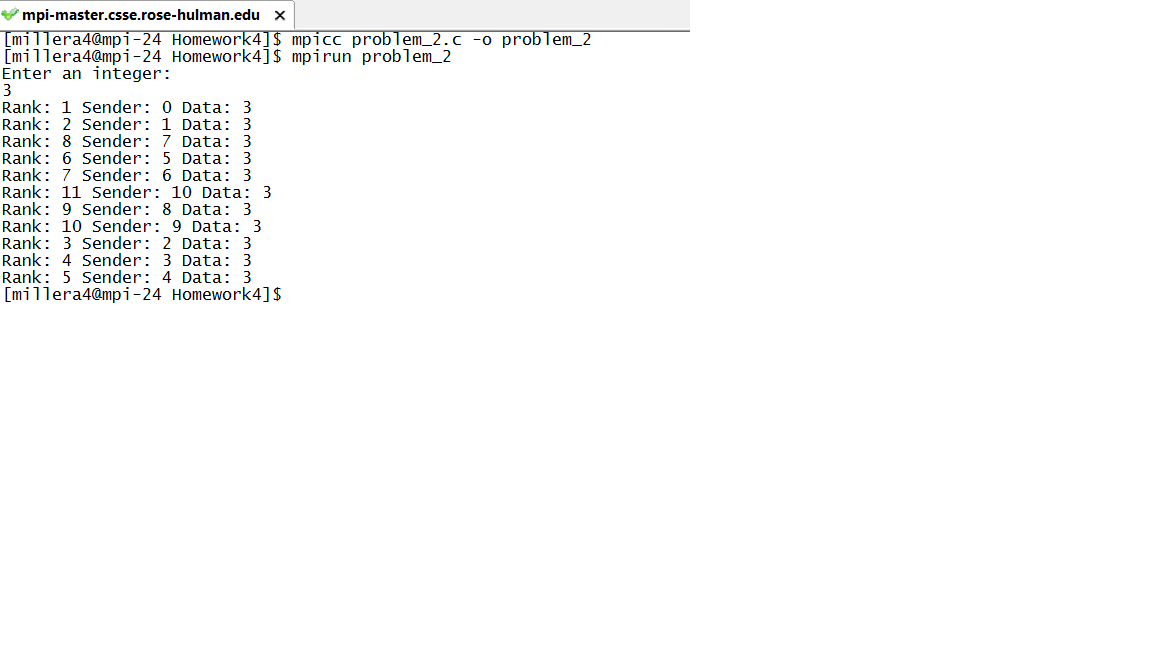 mpi-master.csse.rose-hulman.edu
[millera4@mpi-24 Homework4]$ mpicc problem_2.c -o problem_2
[millera4@mpi-24 Homework4]$ mpirun problem_2
Enter an integer:
3
Rank: 1 Sender: 0 Data: 3
Rank: 2 Sender: 1 Data: 3
Rank: 8 Sender: 7 Data: 3
Rank: 6 Sender: 5 Data: 3
Rank: 7 Sender: 6 Data: 3
Rank: 11 Sender: 10 Data: 3
Rank: 9 Sender: 8 Data: 3
Rank: 10 Sender: 9 Data: 3
Rank: 3 Sender: 2 Data: 3
Rank: 4 Sender: 3 Data: 3
Rank: 5 Sender: 4 Data: 3
[millera4@mpi-24 Homework4]$